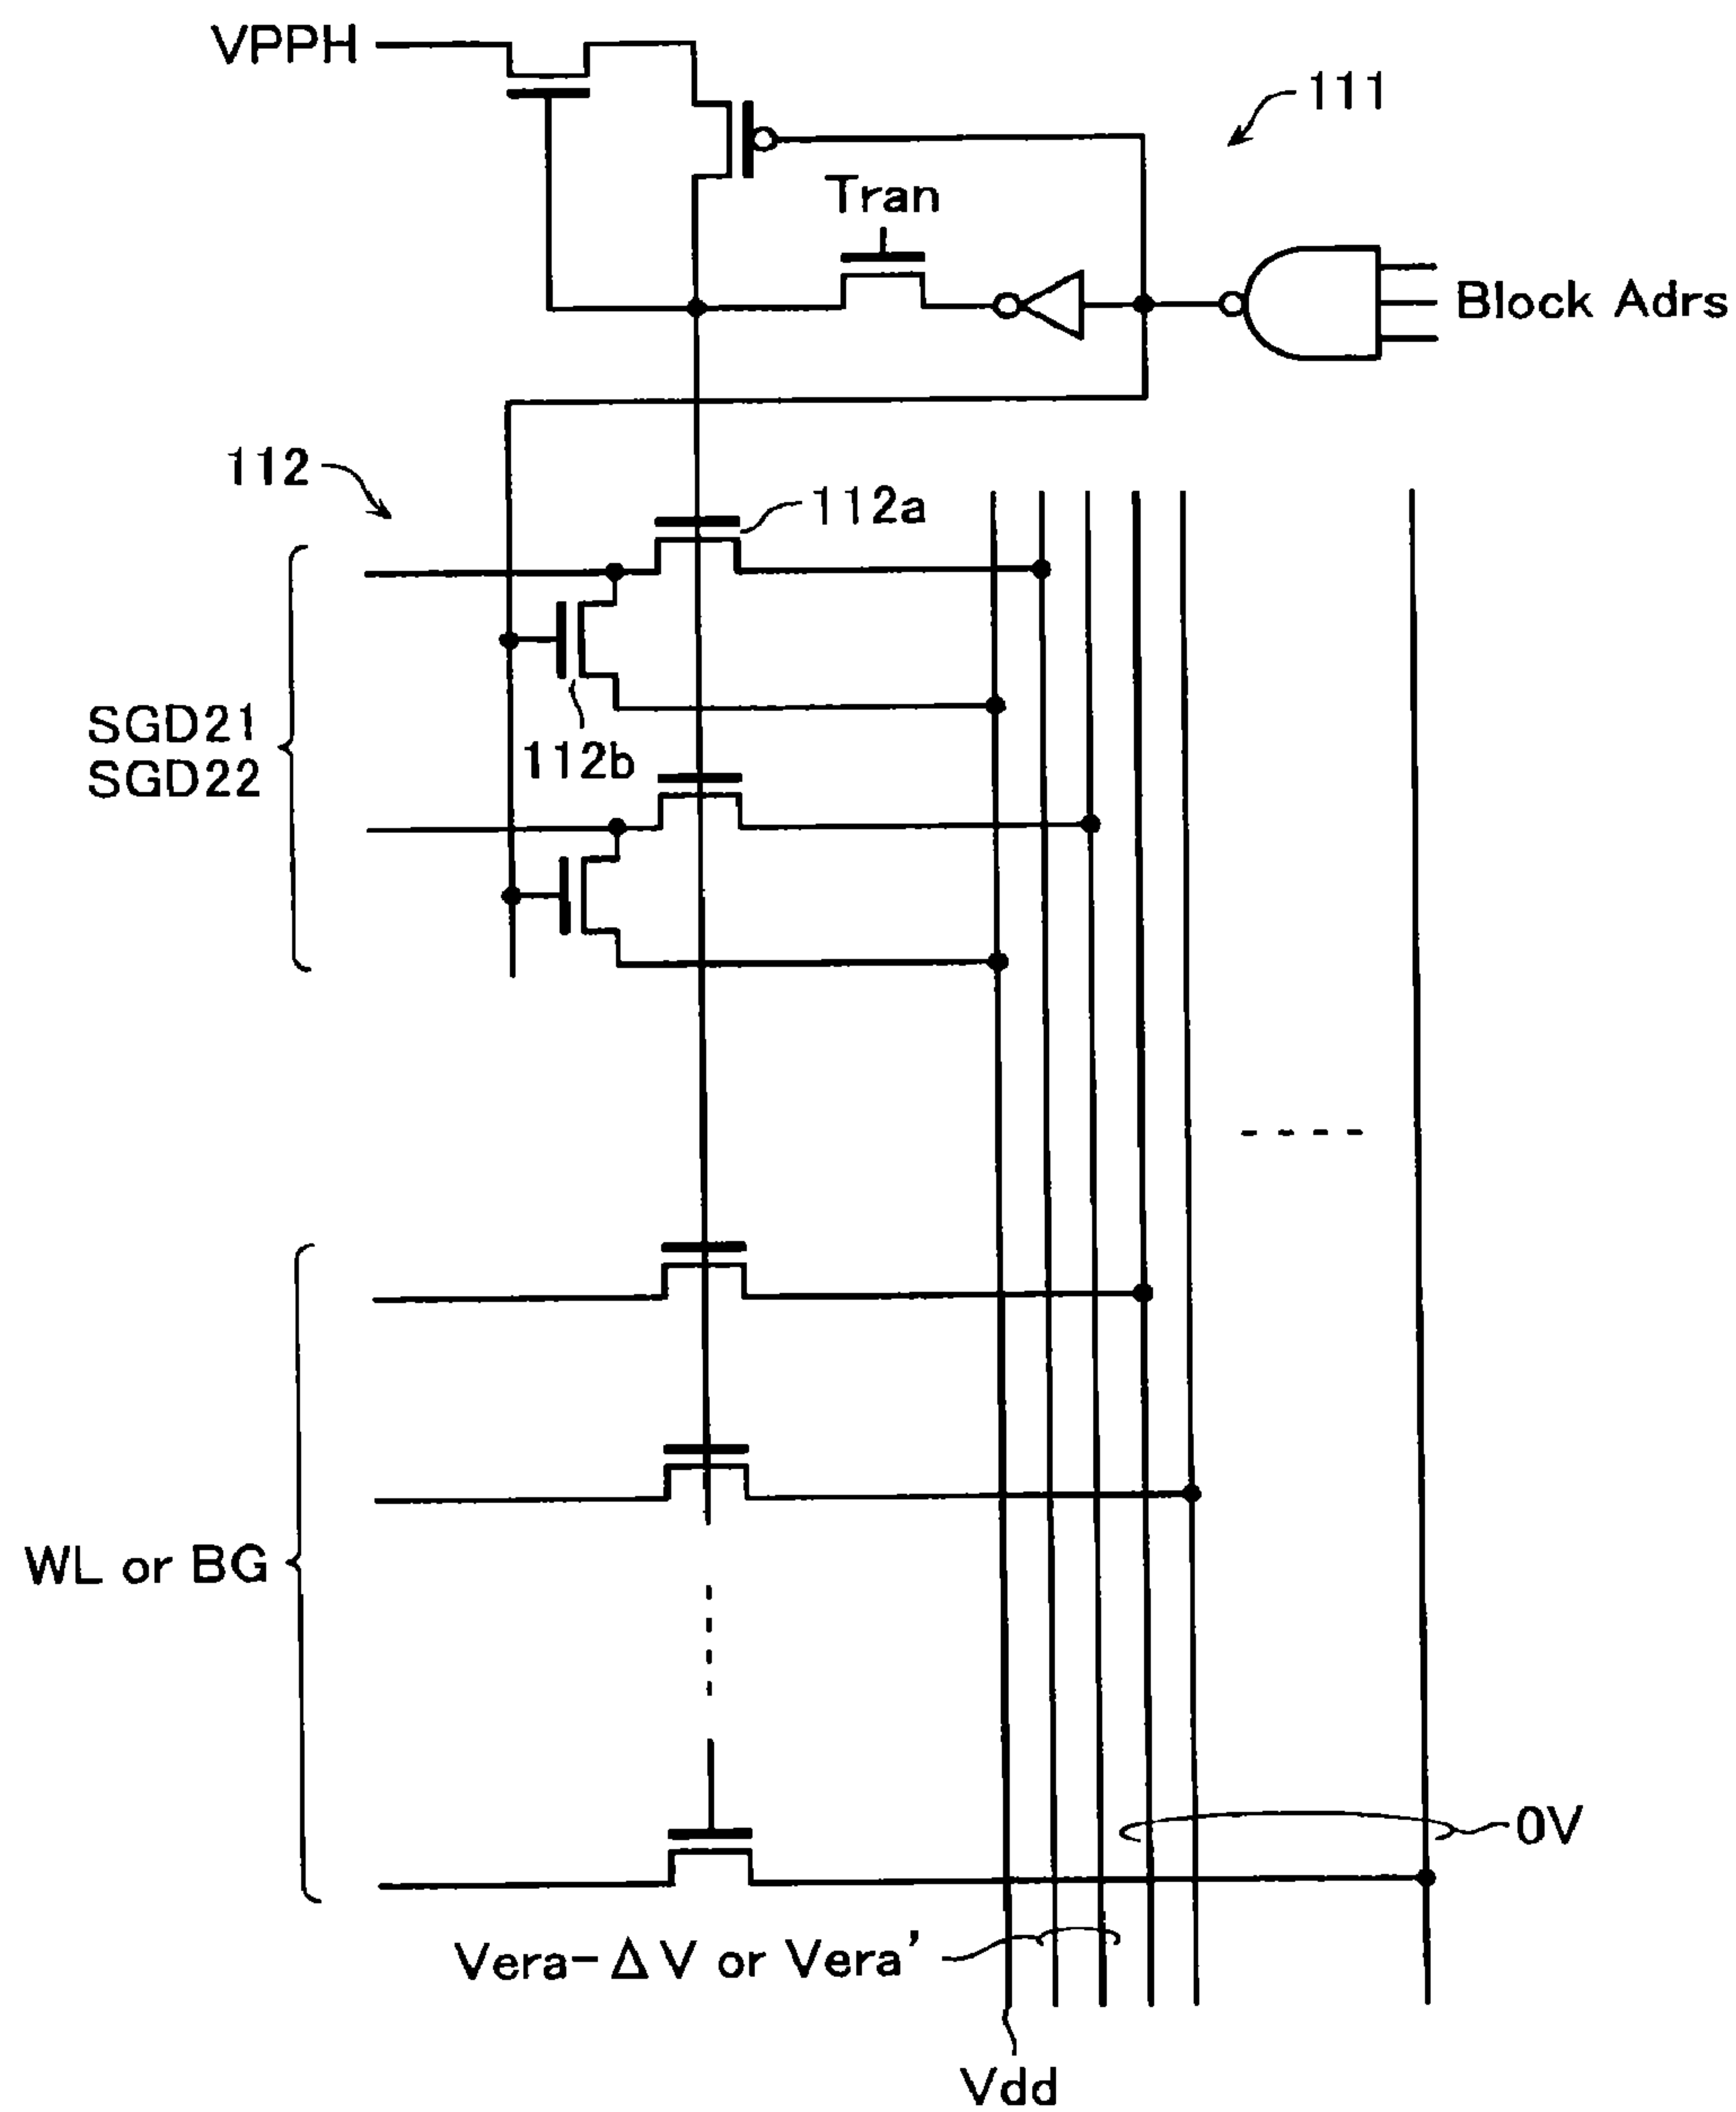 VPPH
111
Tran
Block Adrs
112
112a
SGD21
SGD22
112b
WL or BG
0V
Vera-ΔV or Vera'
Vdd